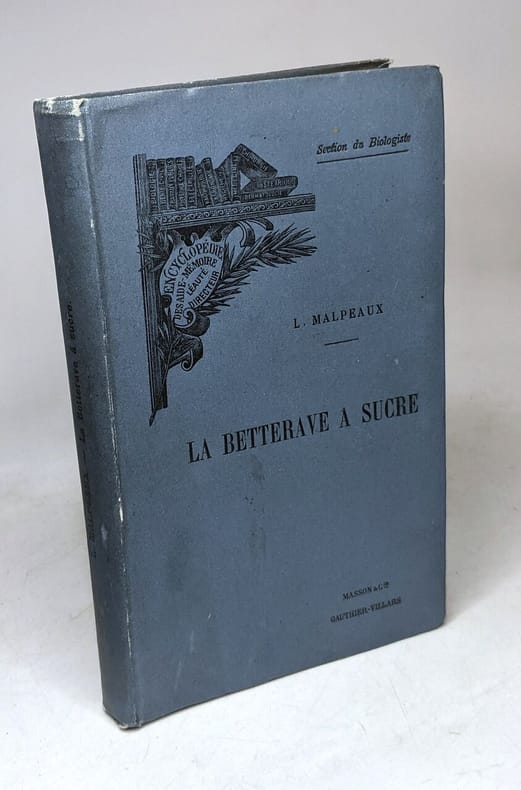 Section du Biologiste
ENCYCLOPÉDIE
DES AIDE-MÉMOIRE
LÉAUTÉ
DIRECTEUR
L. MALPEAUX
LA BETTERAVE A SUCRE
MASSON & Cie
GAUTHIER-VILLARS
La Betterave à sucre.